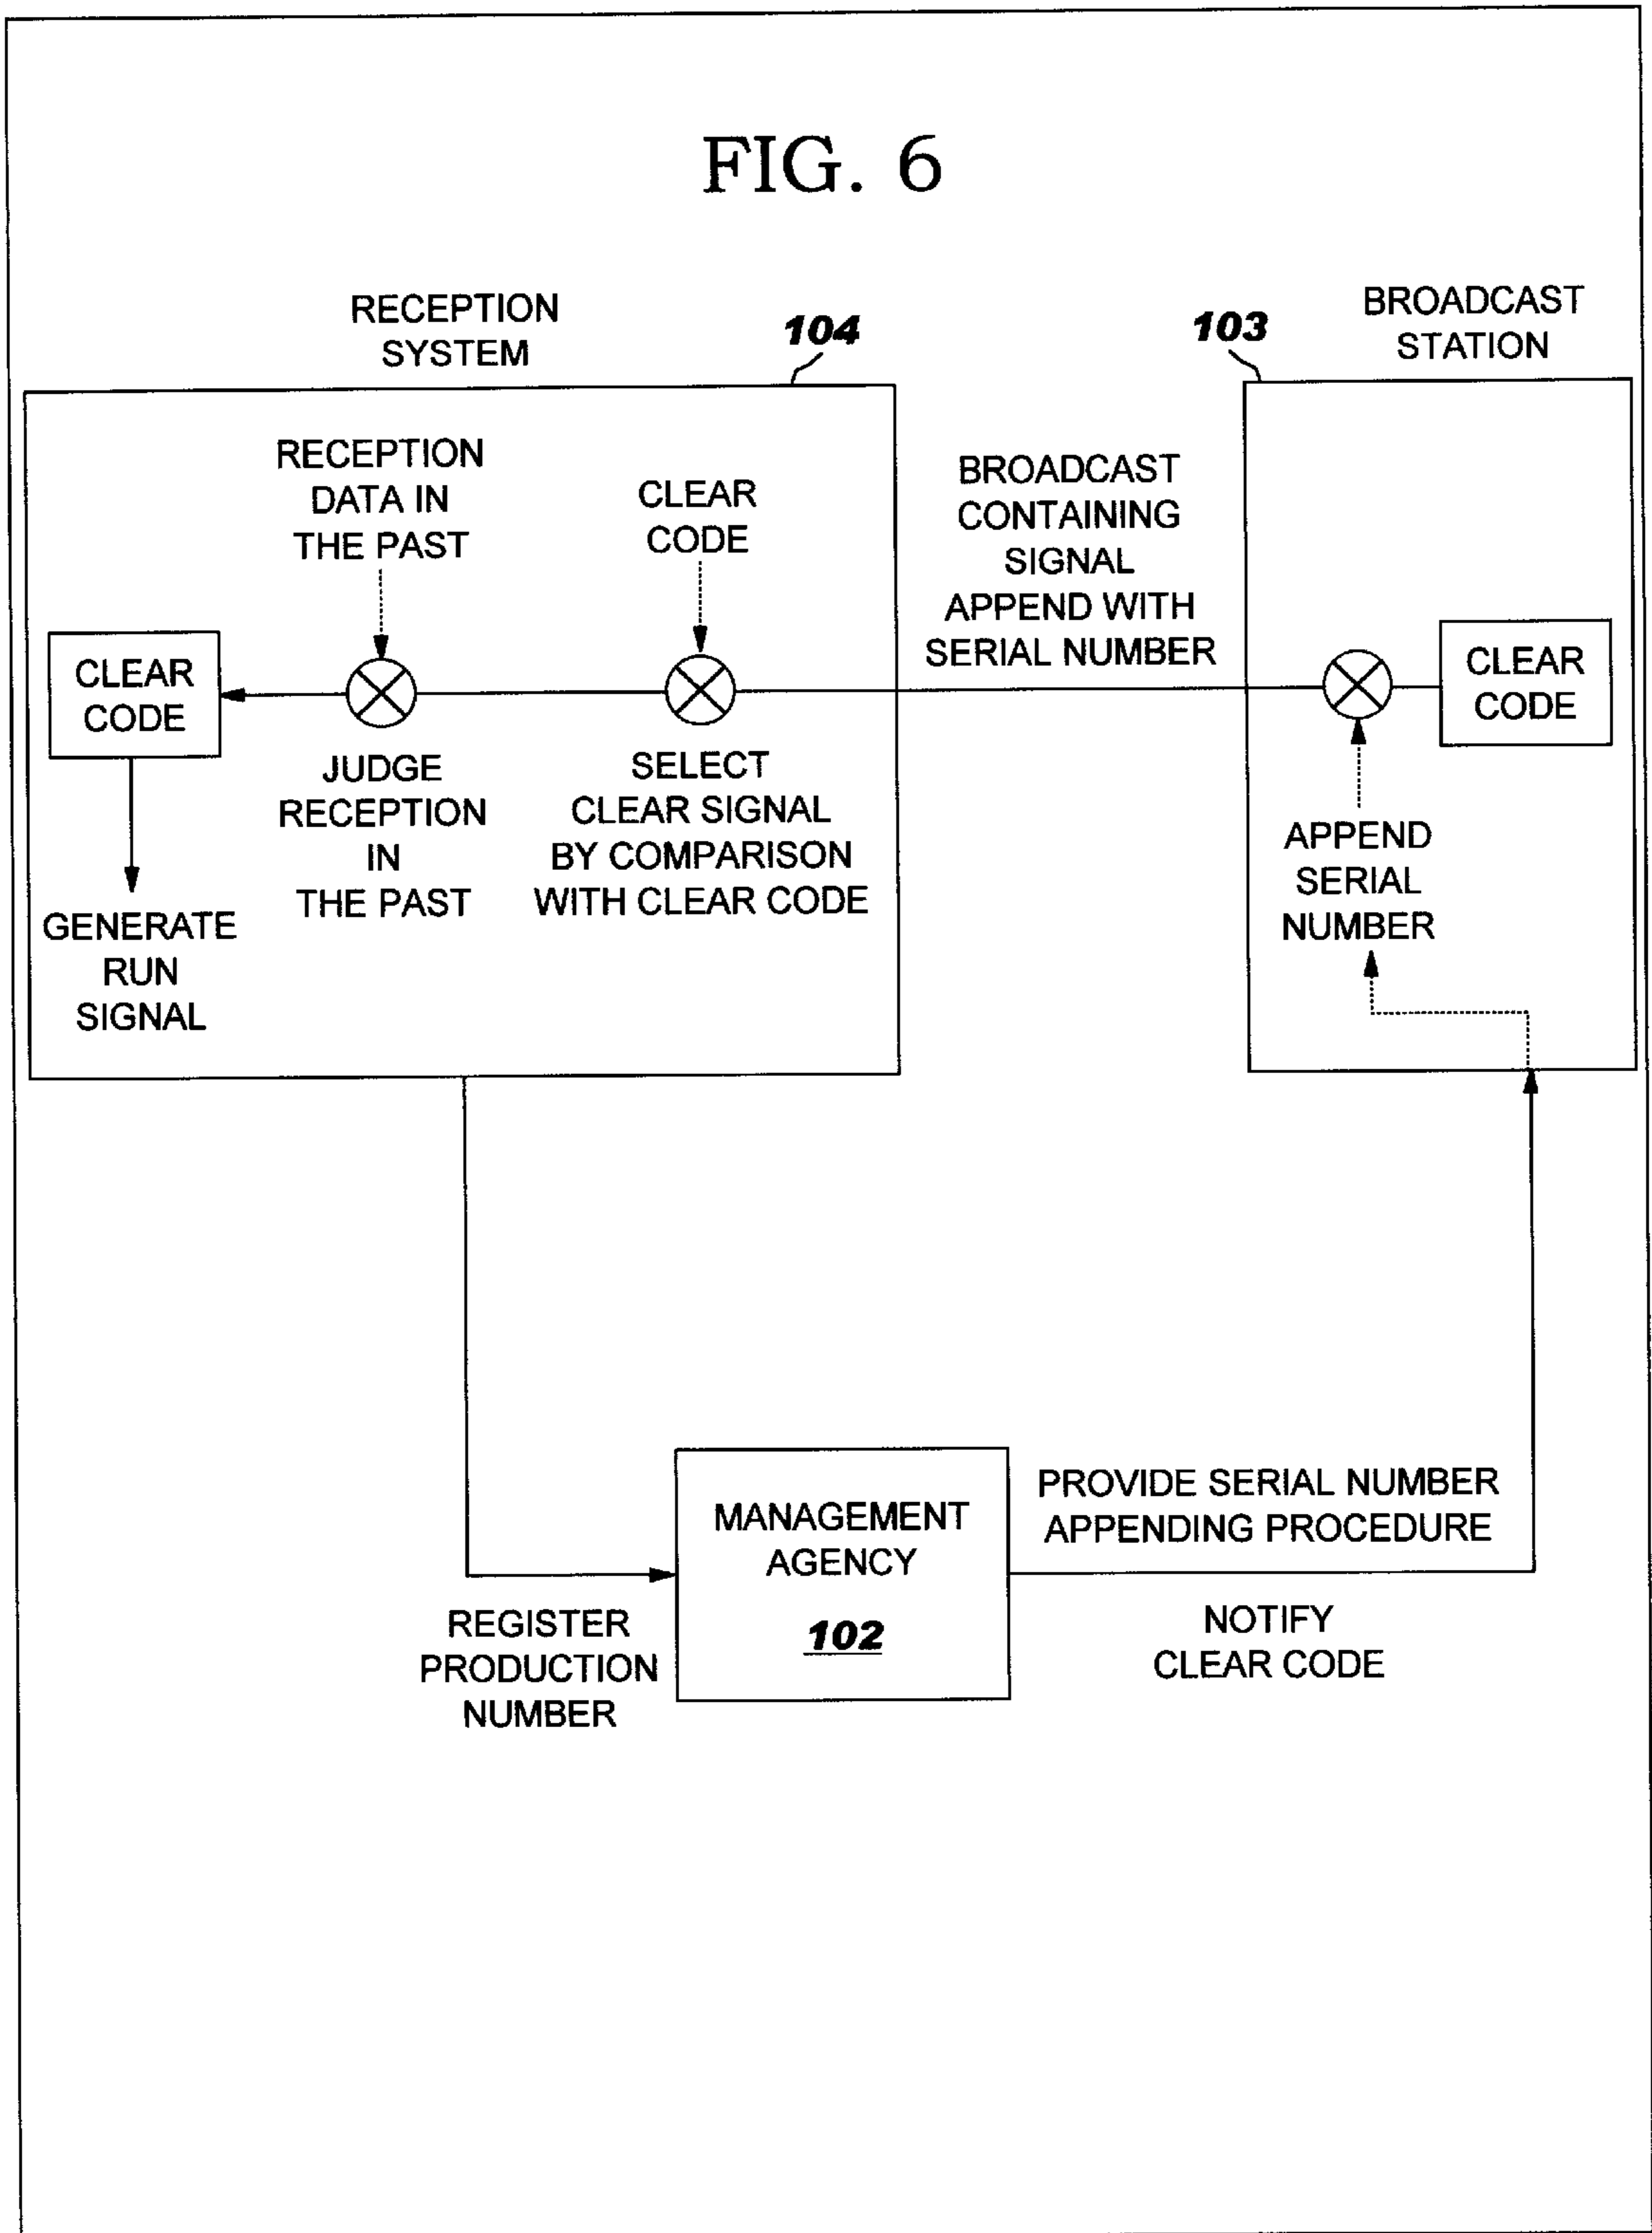 FIG. 6
RECEPTION
SYSTEM
104
103
BROADCAST
STATION
RECEPTION
DATA IN
THE PAST
CLEAR
CODE
BROADCAST
CONTAINING
SIGNAL
APPEND WITH
SERIAL NUMBER
CLEAR
CODE
CLEAR
CODE
JUDGE
RECEPTION
IN
THE PAST
SELECT
CLEAR SIGNAL
BY COMPARISON
WITH CLEAR CODE
GENERATE
RUN
SIGNAL
APPEND
SERIAL
NUMBER
MANAGEMENT
AGENCY
102
PROVIDE SERIAL NUMBER
APPENDING PROCEDURE
REGISTER
PRODUCTION
NUMBER
NOTIFY
CLEAR CODE